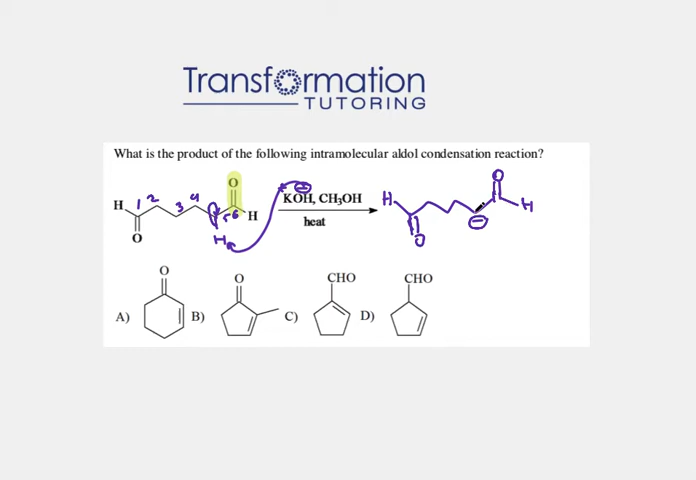 Transformation
TUTORING
What is the product of the following intramolecular aldol condensation reaction?
H 1 2 3 4 5 6 O H
O
H
KOH, CH3OH
heat
H O O H
A) O
B) O
C) CHO
D) CHO